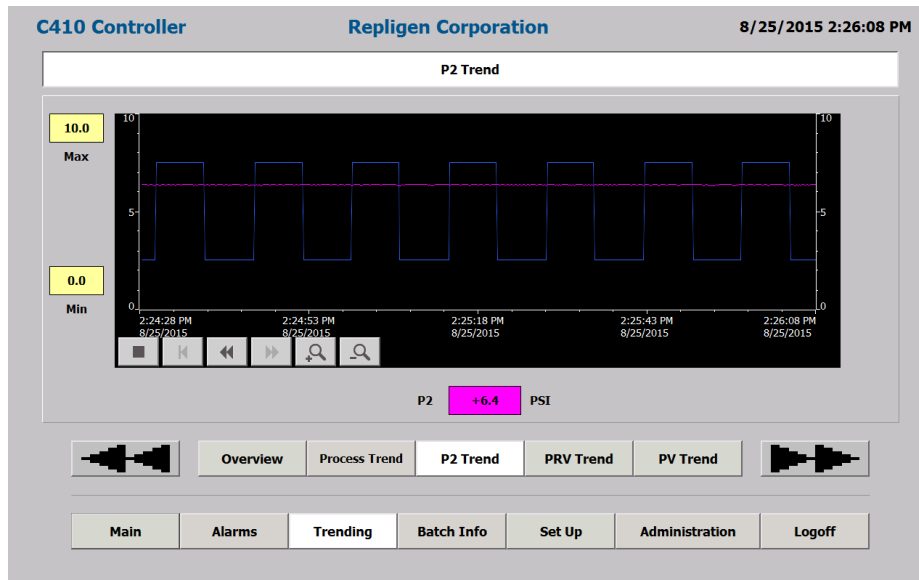 C410 Controller Repligen Corporation 8/25/2015 2:26:08 PM
P2 Trend
10.0
Max
0.0
Min
10 10
5 5
0 0
2:24:28 PM 2:24:53 PM 2:25:18 PM 2:25:43 PM 2:26:08 PM
8/25/2015 8/25/2015 8/25/2015 8/25/2015 8/25/2015
P2 +6.4 PSI
Overview Process Trend P2 Trend PRV Trend PV Trend
Main Alarms Trending Batch Info Set Up Administration Logoff